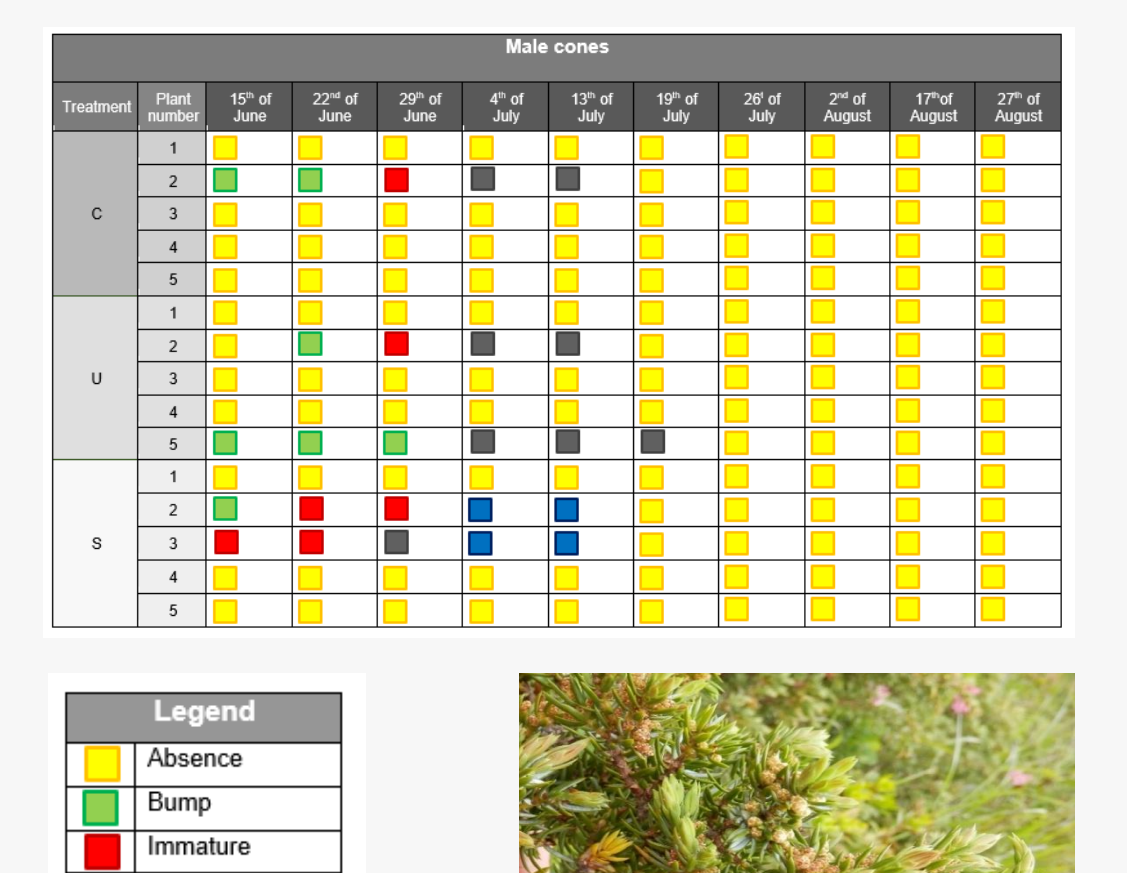 Male cones
Treatment Plant number 15th of June 22nd of June 29th of June 4th of July 13th of July 19th of July 26t of July 2nd of August 17thof August 27th of August
C
1
2
3
4
5
U
1
2
3
4
5
S
1
2
3
4
5
Legend
Absence
Bump
Immature